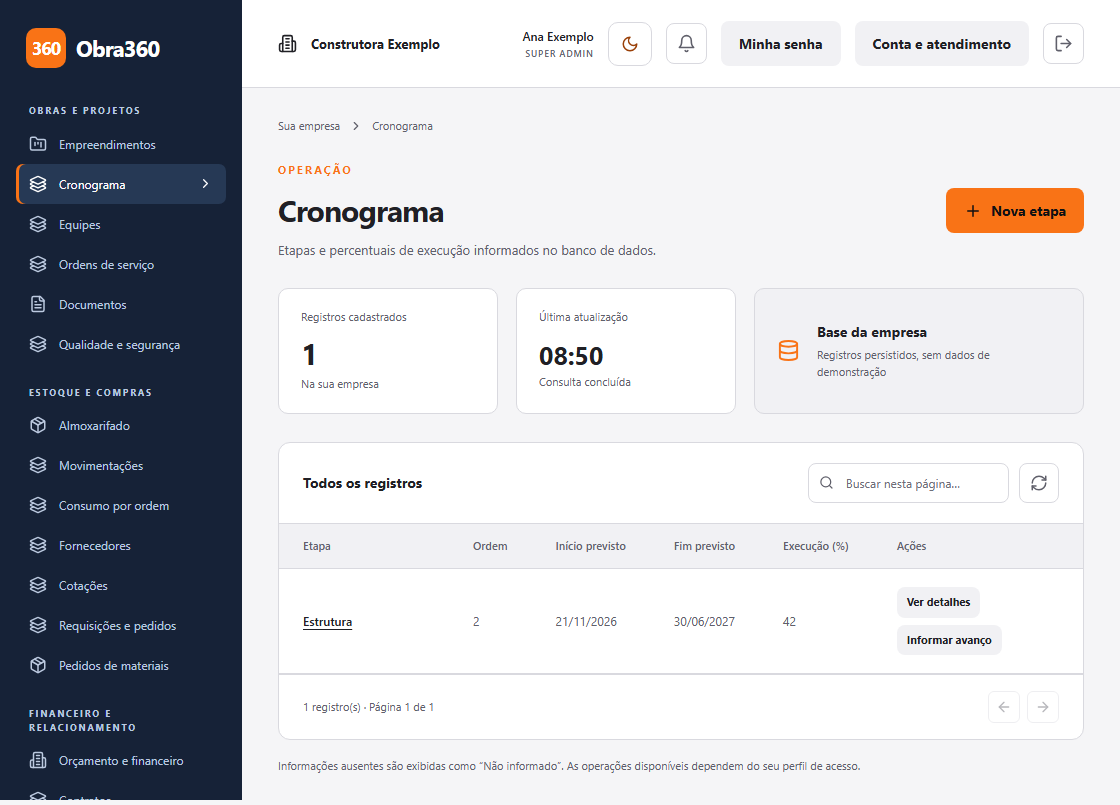 360 Obra360
OBRAS E PROJETOS
Empreendimentos
Cronograma
Equipes
Ordens de serviço
Documentos
Qualidade e segurança
ESTOQUE E COMPRAS
Almoxarifado
Movimentações
Consumo por ordem
Fornecedores
Cotações
Requisições e pedidos
Pedidos de materiais
FINANCEIRO E
RELACIONAMENTO
Orçamento e financeiro
Construtora Exemplo
Ana Exemplo
SUPER ADMIN
Minha senha
Conta e atendimento
Sua empresa > Cronograma
OPERAÇÃO
Cronograma
Etapas e percentuais de execução informados no banco de dados.
+ Nova etapa
Registros cadastrados
1
Na sua empresa
Última atualização
08:50
Consulta concluída
Base da empresa
Registros persistidos, sem dados de
demonstração
Todos os registros
Buscar nesta página...
Etapa Ordem Início previsto Fim previsto Execução (%) Ações
Estrutura 2 21/11/2026 30/06/2027 42
Ver detalhes
Informar avanço
1 registro(s) · Página 1 de 1
Informações ausentes são exibidas como “Não informado”. As operações disponíveis dependem do seu perfil de acesso.